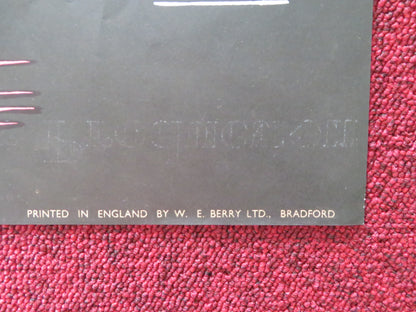 PRINTED IN ENGLAND BY W. E. BERRY LTD., BRADFORD